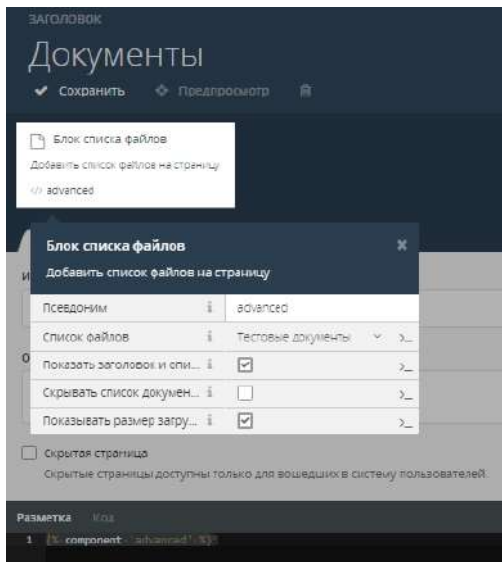 ЗАГОЛОВОК
Документы
Сохранить Предпросмотр
Блок списка файлов
Добавить список файлов на страницу
</> advanced
Блок списка файлов ×
Добавить список файлов на страницу
Псевдоним i advanced
Список файлов i Тестовые документы >_
Показать заголовок и опи... i >_
Скрывать список докумен... i >_
Показывать размер загру... i >_
Скрытая страница
Скрытые страницы доступны только для вошедших в систему пользователей.
Разметка Код
1 {% component 'advanced' %}